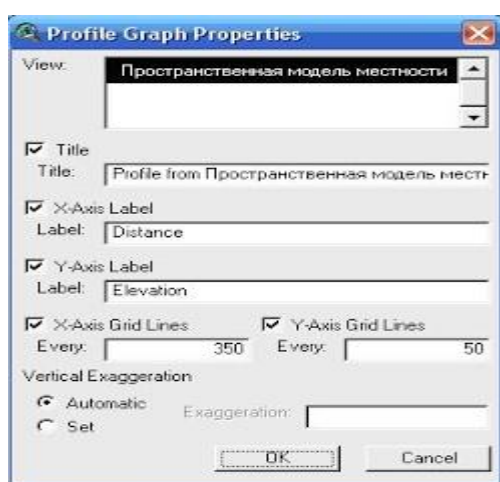 Profile Graph Properties
View:
Пространственная модель местности
Title
Title: Profile from Пространственная модель мест
X-Axis Label
Label: Distance
Y-Axis Label
Label: Elevation
X-Axis Grid Lines Y-Axis Grid Lines
Every: 350 Every: 50
Vertical Exaggeration
Automatic
Exaggeration:
Set
OK Cancel